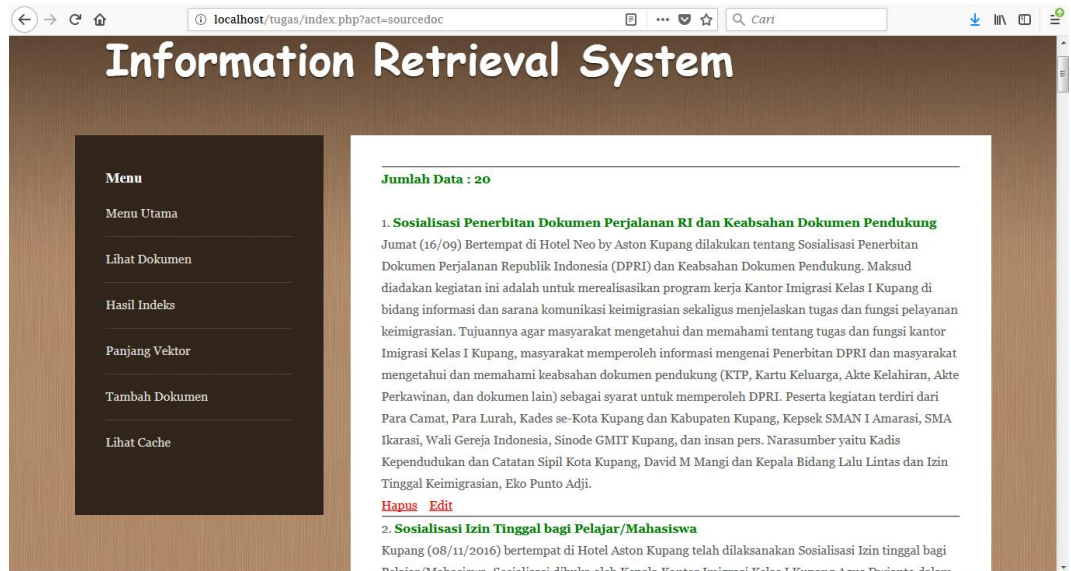 localhost/tugas/index.php?act=sourcedoc
Cari
Information Retrieval System
Menu
Menu Utama
Lihat Dokumen
Hasil Indeks
Panjang Vektor
Tambah Dokumen
Lihat Cache
Jumlah Data : 20
1. Sosialisasi Penerbitan Dokumen Perjalanan RI dan Keabsahan Dokumen Pendukung
Jumat (16/09) Bertempat di Hotel Neo by Aston Kupang dilakukan tentang Sosialisasi Penerbitan
Dokumen Perjalanan Republik Indonesia (DPRI) dan Keabsahan Dokumen Pendukung. Maksud
diadakan kegiatan ini adalah untuk merealisasikan program kerja Kantor Imigrasi Kelas I Kupang di
bidang informasi dan sarana komunikasi keimigrasian sekaligus menjelaskan tugas dan fungsi pelayanan
keimigrasian. Tujuannya agar masyarakat mengetahui dan memahami tentang tugas dan fungsi kantor
Imigrasi Kelas I Kupang, masyarakat memperoleh informasi mengenai Penerbitan DPRI dan masyarakat
mengetahui dan memahami keabsahan dokumen pendukung (KTP, Kartu Keluarga, Akte Kelahiran, Akte
Perkawinan, dan dokumen lain) sebagai syarat untuk memperoleh DPRI. Peserta kegiatan terdiri dari
Para Camat, Para Lurah, Kades se-Kota Kupang dan Kabupaten Kupang, Kepsek SMAN I Amarasi, SMA
Ikarasi, Wali Gereja Indonesia, Sinode GMIT Kupang, dan insan pers. Narasumber yaitu Kadis
Kependudukan dan Catatan Sipil Kota Kupang, David M Mangi dan Kepala Bidang Lalu Lintas dan Izin
Tinggal Keimigrasian, Eko Punto Adji.
Hapus Edit
2. Sosialisasi Izin Tinggal bagi Pelajar/Mahasiswa
Kupang (08/11/2016) bertempat di Hotel Aston Kupang telah dilaksanakan Sosialisasi Izin tinggal bagi